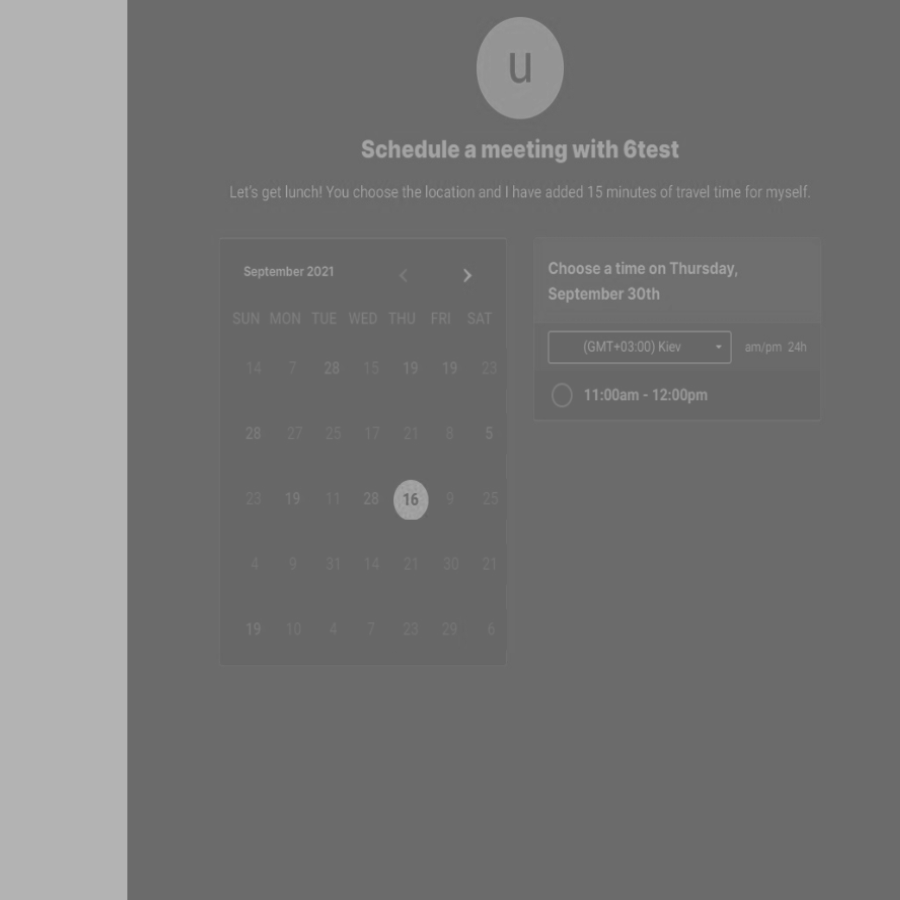 u
Schedule a meeting with 6test
Let's get lunch! You choose the location and I have added 15 minutes of travel time for myself.
September 2021
SUN MON TUE WED THU FRI SAT
14 7 28 15 19 19 23
28 27 25 17 21 8 5
23 19 11 28 16 9 25
4 9 31 14 21 30 21
19 10 4 7 23 29 6
Choose a time on Thursday,
September 30th
(GMT+03:00) Kiev am/pm 24h
11:00am - 12:00pm